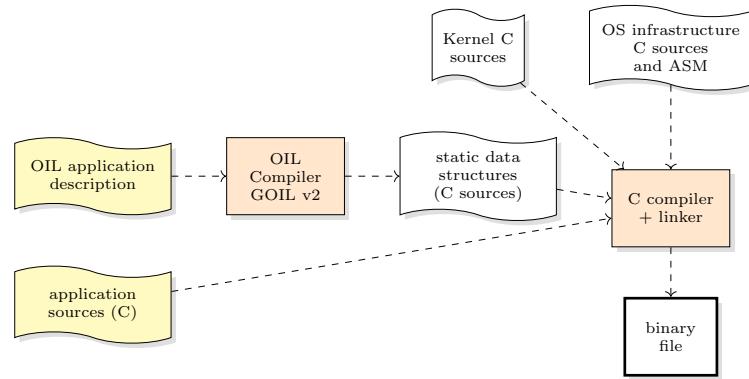 Kernel C
sources
OS infrastructure
C sources
and ASM
OIL application
description
OIL
Compiler
GOIL v2
static data
structures
(C sources)
C compiler
+ linker
application
sources (C)
binary
file